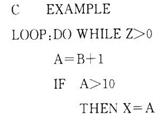 C EXAMPLE
LOOP;DO WHILE Z>0
A=B+1
IF A>10
THEN X=A